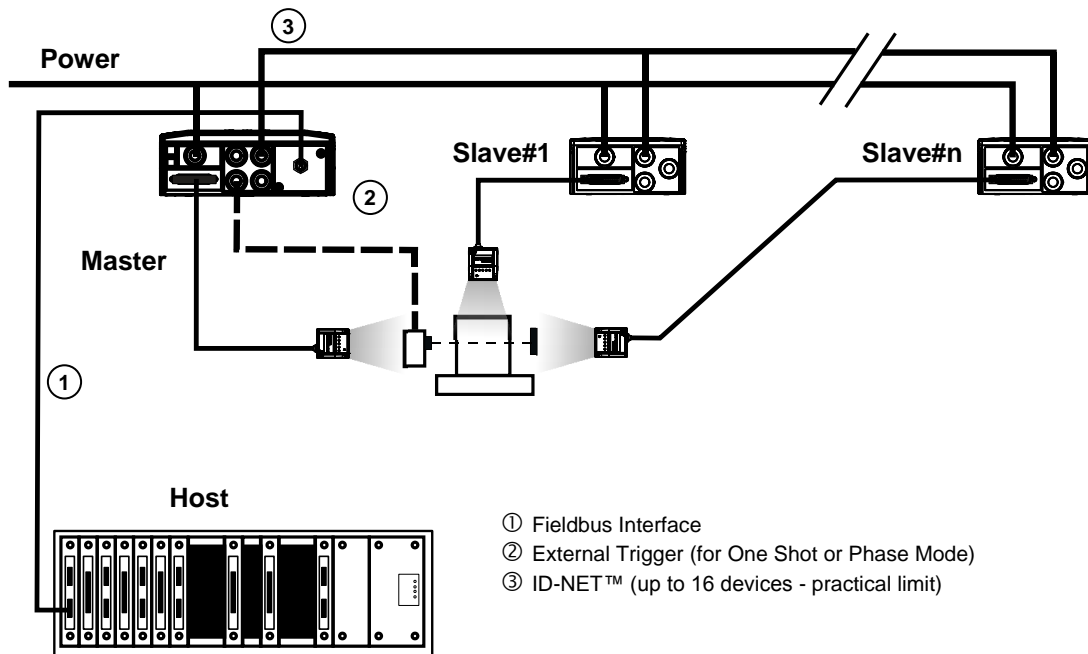 ③
Power
Slave#1
Slave#n
②
Master
①
Host
① Fieldbus Interface
② External Trigger (for One Shot or Phase Mode)
③ ID-NET™ (up to 16 devices - practical limit)